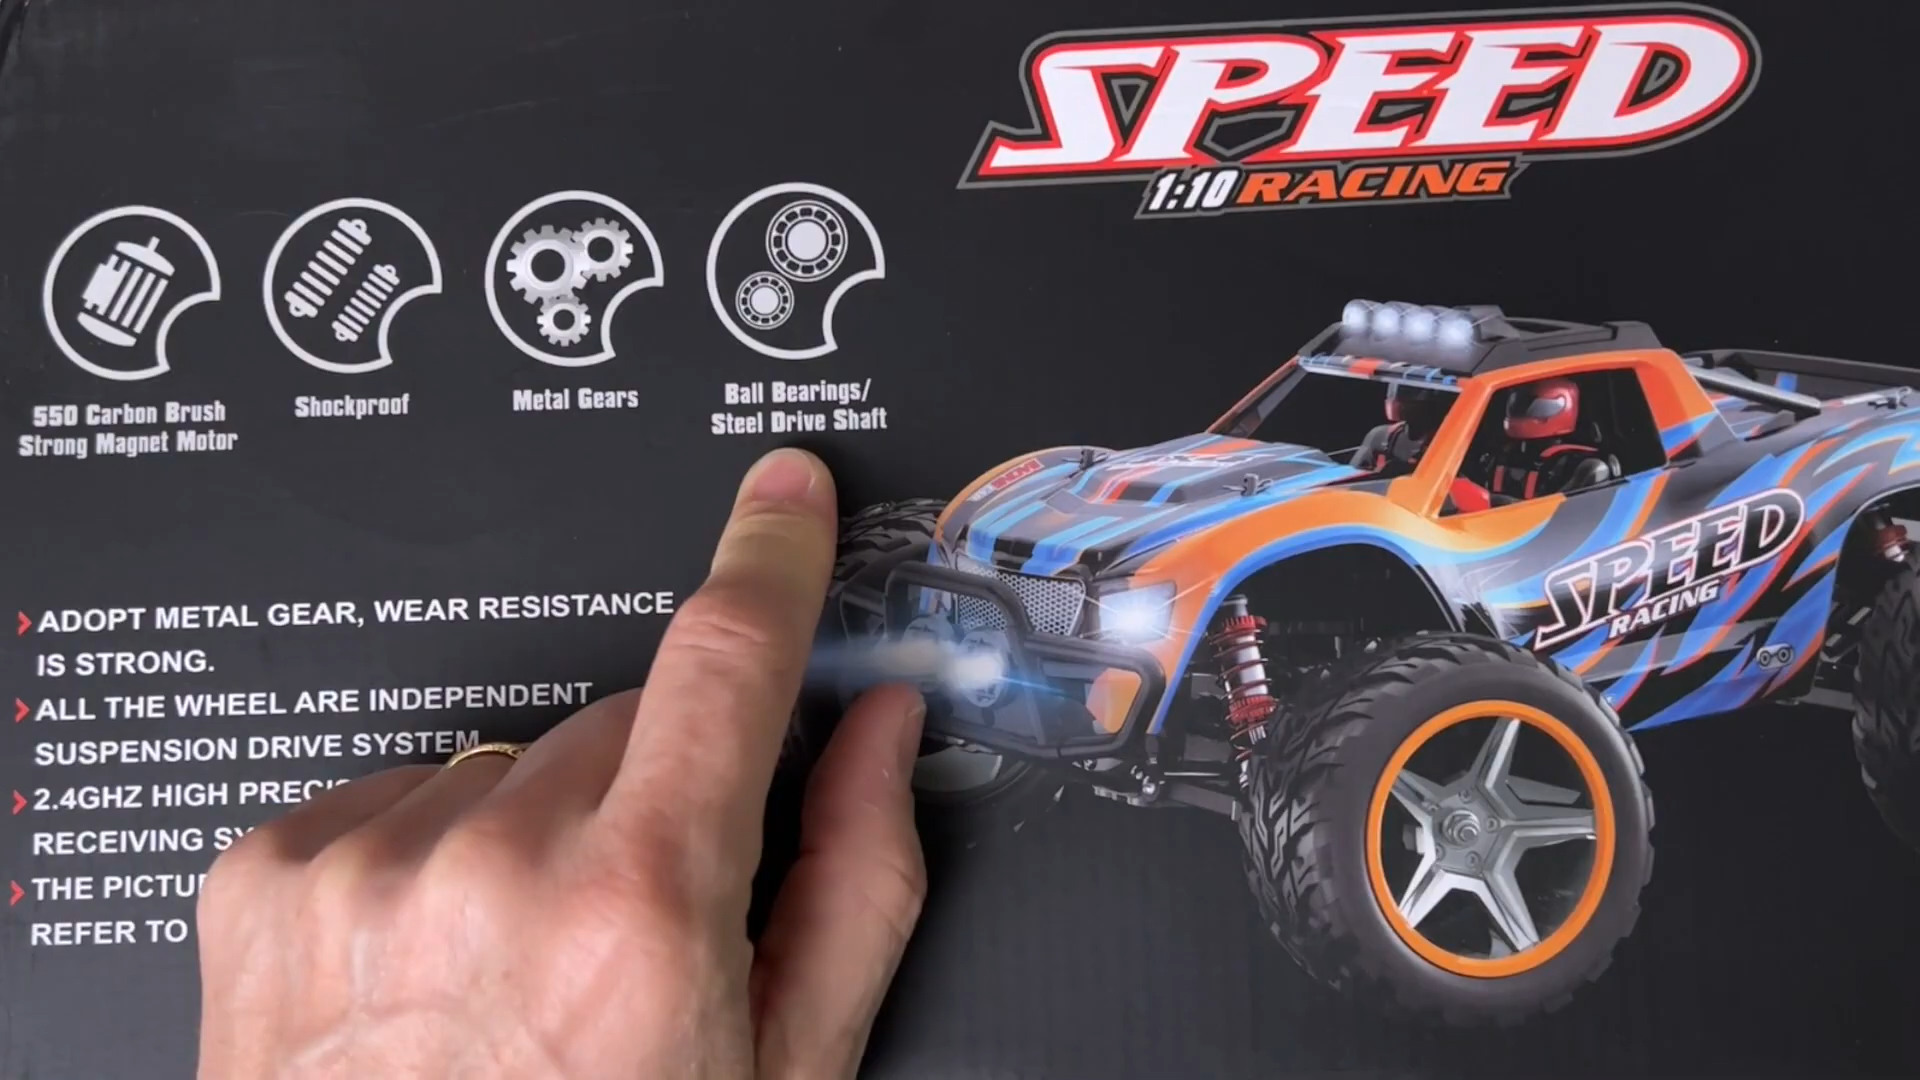 SPEED
1:10 RACING
550 Carbon Brush
Strong Magnet Motor
Shockproof
Metal Gears
Ball Bearings/
Steel Drive Shaft
SPEED
RACING
ADOPT METAL GEAR, WEAR RESISTANCE
IS STRONG.
ALL THE WHEEL ARE INDEPENDENT
SUSPENSION DRIVE SYSTEM
2.4GHZ HIGH
RECEIVING
THE
REFER TO